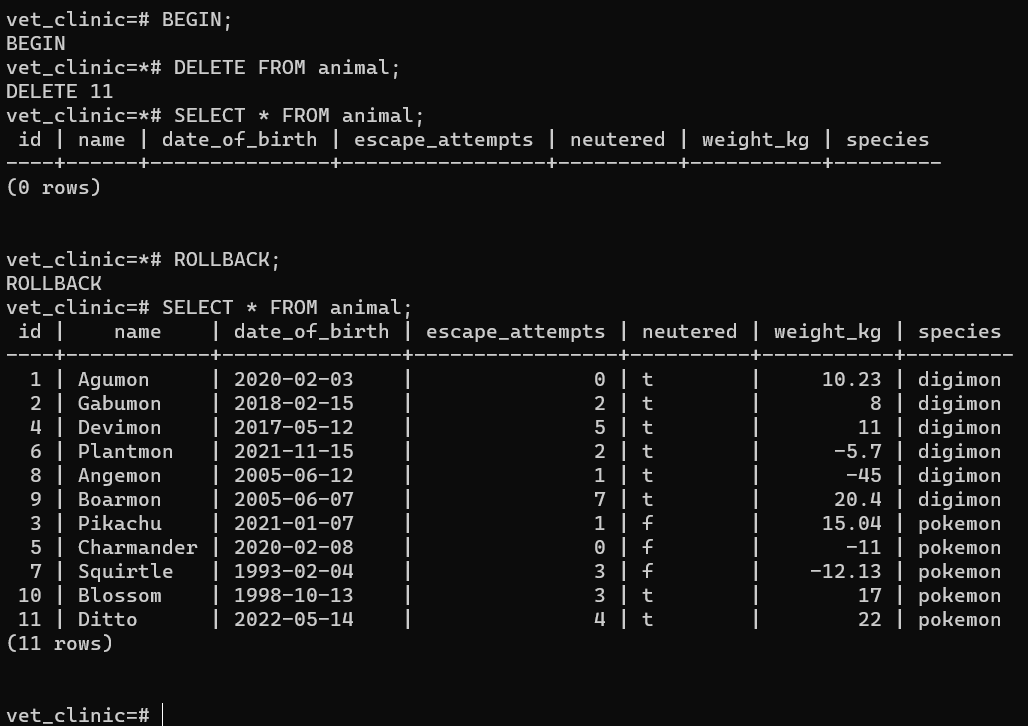 vet_clinic=# BEGIN;
BEGIN
vet_clinic=*# DELETE FROM animal;
DELETE 11
vet_clinic=*# SELECT * FROM animal;
 id | name | date_of_birth | escape_attempts | neutered | weight_kg | species
----+------+---------------+-----------------+----------+-----------+---------
(0 rows)


vet_clinic=*# ROLLBACK;
ROLLBACK
vet_clinic=# SELECT * FROM animal;
 id |    name    | date_of_birth | escape_attempts | neutered | weight_kg | species
----+------------+---------------+-----------------+----------+-----------+---------
  1 | Agumon     | 2020-02-03    |               0 | t        |     10.23 | digimon
  2 | Gabumon    | 2018-02-15    |               2 | t        |         8 | digimon
  4 | Devimon    | 2017-05-12    |               5 | t        |        11 | digimon
  6 | Plantmon   | 2021-11-15    |               2 | t        |      -5.7 | digimon
  8 | Angemon    | 2005-06-12    |               1 | t        |       -45 | digimon
  9 | Boarmon    | 2005-06-07    |               7 | t        |      20.4 | digimon
  3 | Pikachu    | 2021-01-07    |               1 | f        |     15.04 | pokemon
  5 | Charmander | 2020-02-08    |               0 | f        |       -11 | pokemon
  7 | Squirtle   | 1993-02-04    |               3 | f        |    -12.13 | pokemon
 10 | Blossom    | 1998-10-13    |               3 | t        |        17 | pokemon
 11 | Ditto      | 2022-05-14    |               4 | t        |        22 | pokemon
(11 rows)


vet_clinic=#